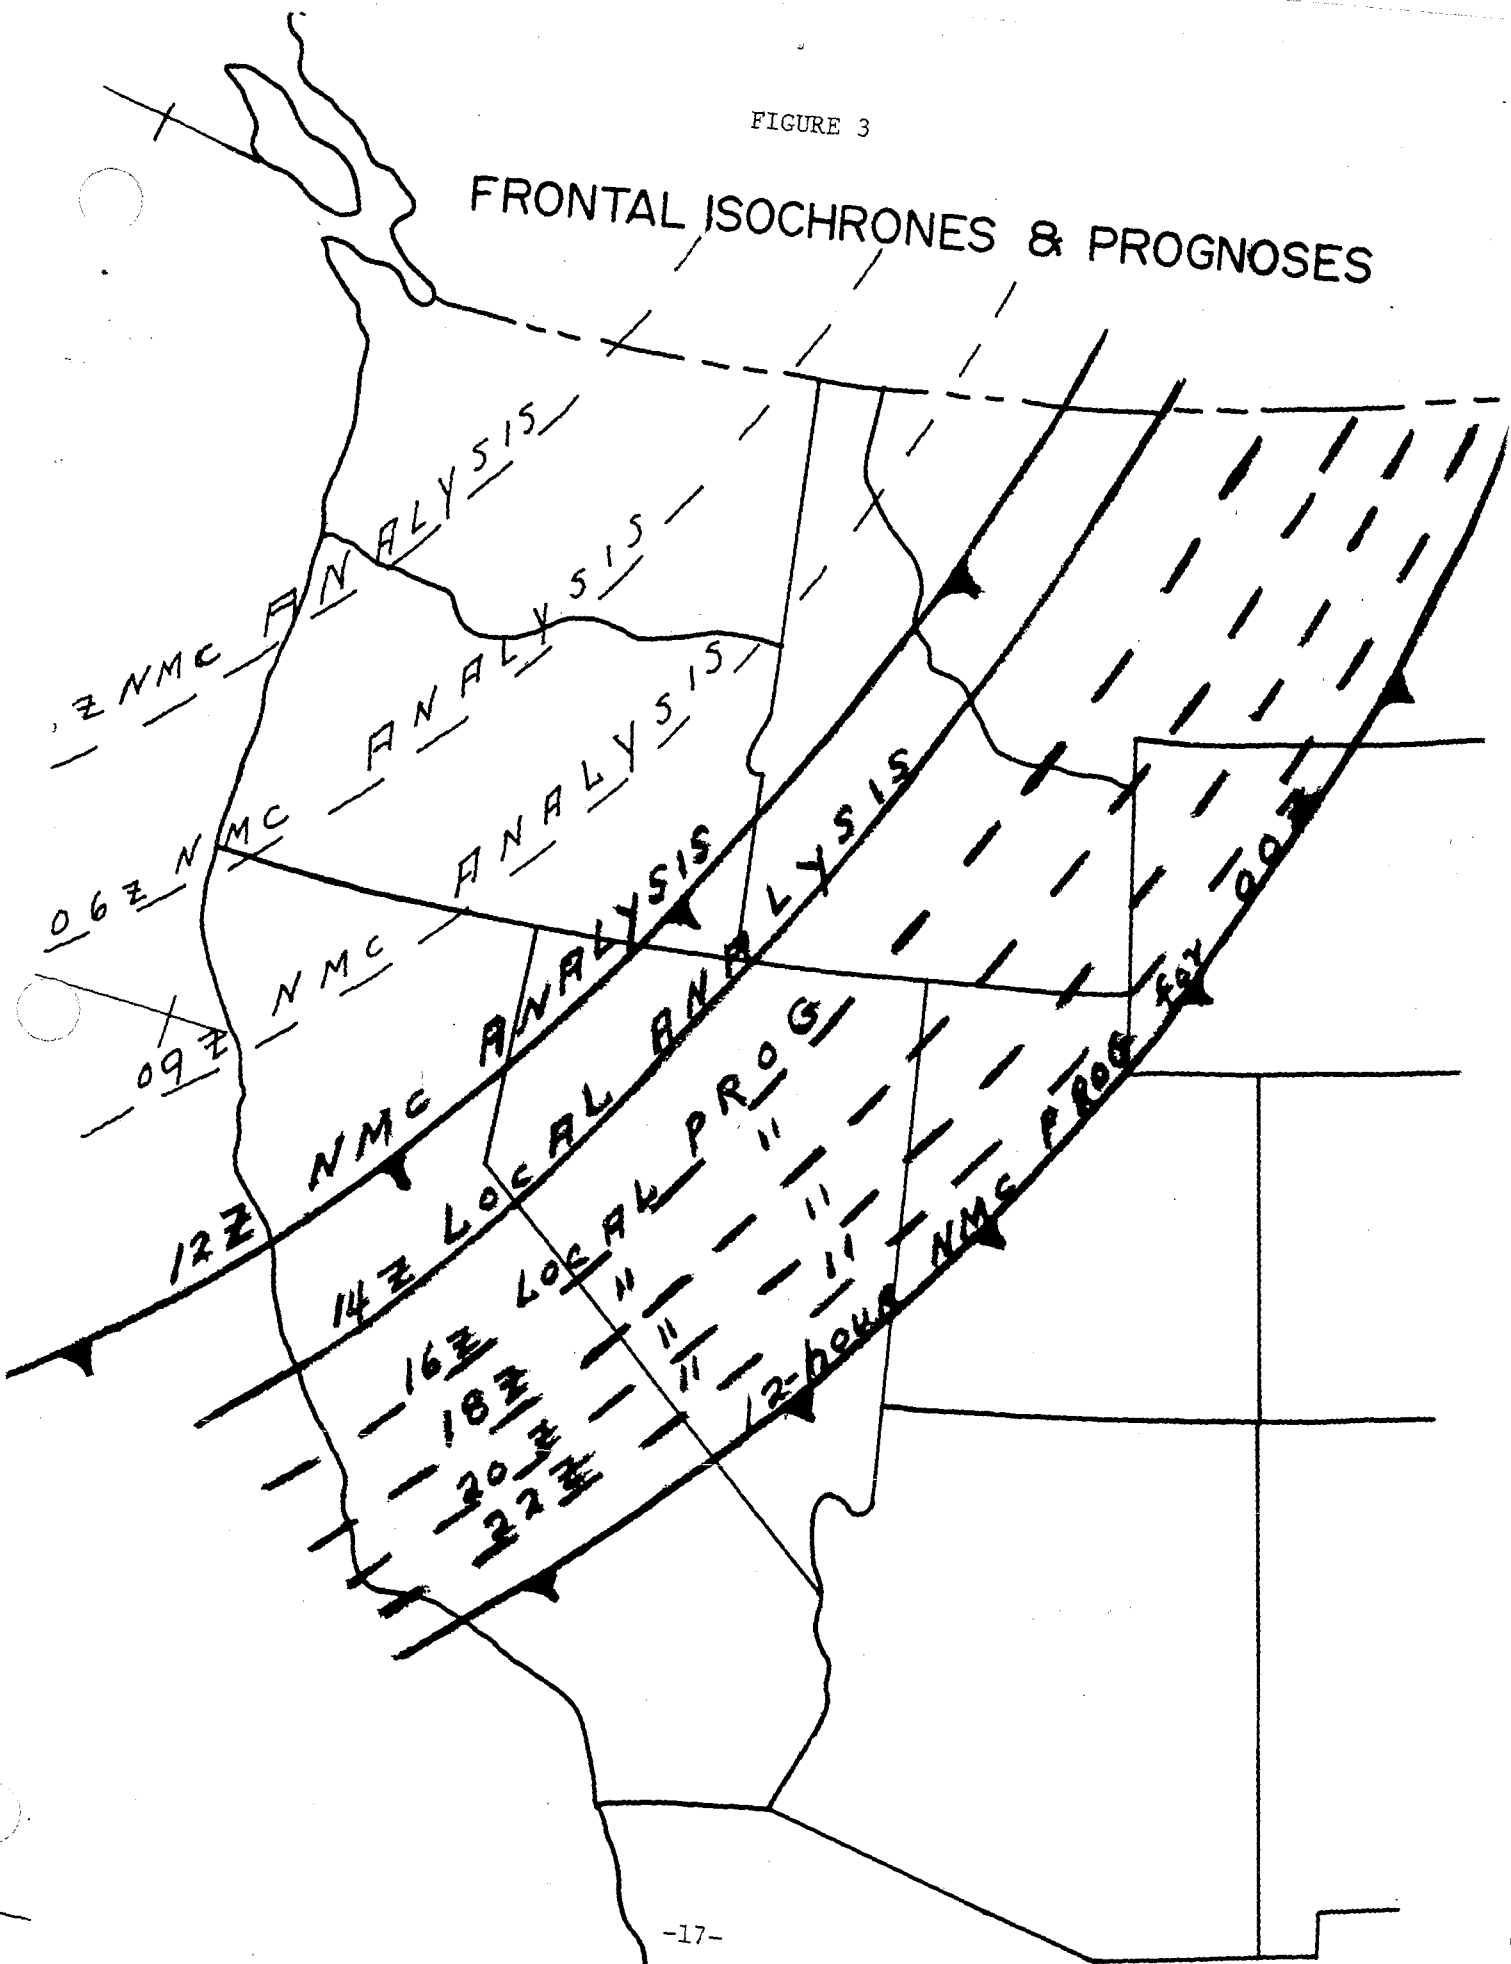 FIGURE 3
FRONTAL ISOCHRONES & PROGNOSES
Z NMC ANALYSIS
06Z NMC ANALYSIS
09Z NMC ANALYSIS
12Z NMC ANALYSIS
14Z LOCAL ANALYSIS
16Z LOCAL PROG
18Z " "
20Z " "
22Z " "
12-hour NMC PROG for 00Z
-17-